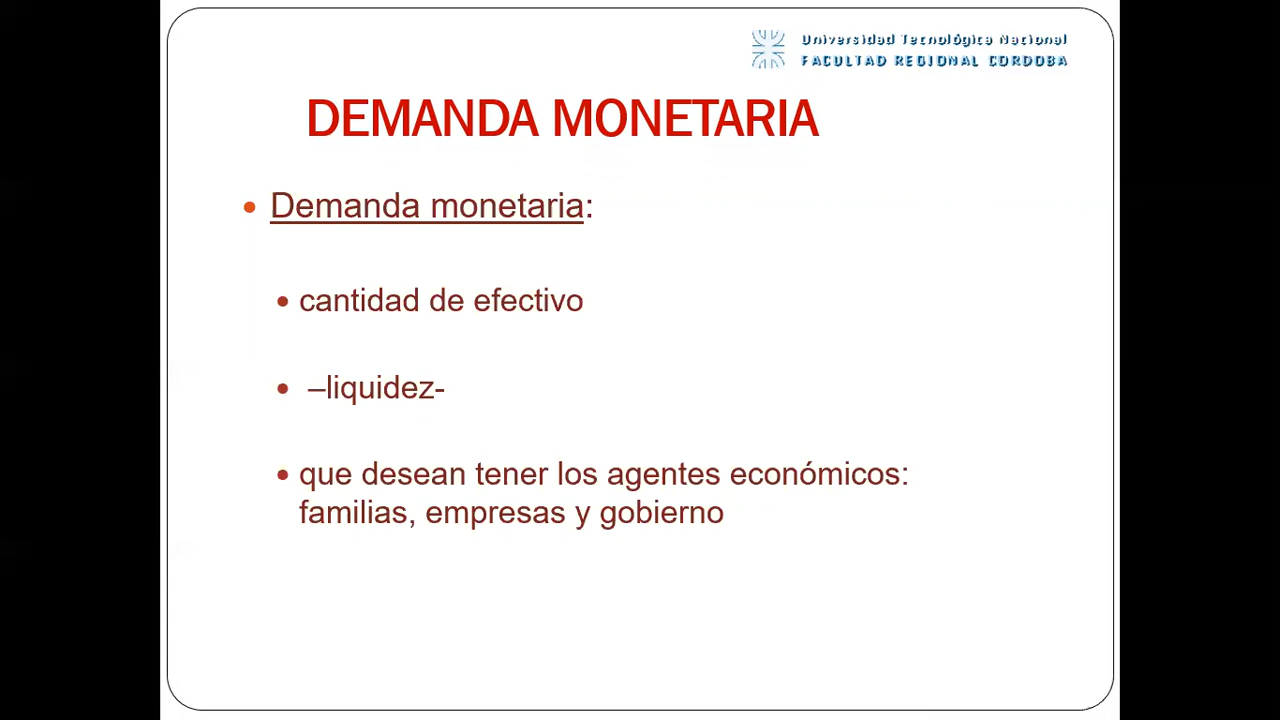 Universidad Tecnológica Nacional
FACULTAD REGIONAL CORDOBA
DEMANDA MONETARIA
• Demanda monetaria:
• cantidad de efectivo
• –liquidez-
• que desean tener los agentes económicos:
familias, empresas y gobierno